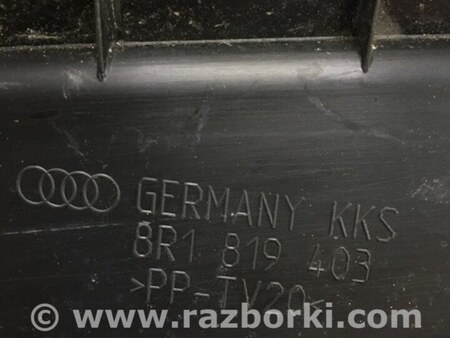 GERMANY KKS
8R1 819 403
>PP-TV20<
© www.razborki.com